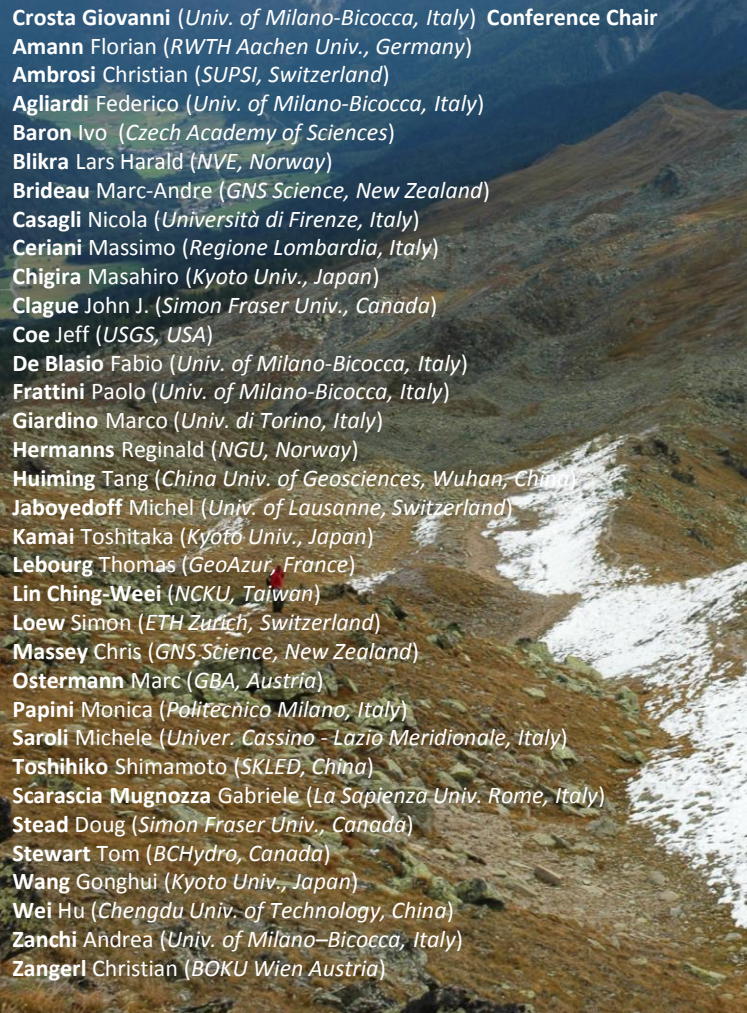 Crosta Giovanni (Univ. of Milano-Bicocca, Italy) Conference Chair
Amann Florian (RWTH Aachen Univ., Germany)
Ambrosi Christian (SUPSI, Switzerland)
Agliardi Federico (Univ. of Milano-Bicocca, Italy)
Baron Ivo (Czech Academy of Sciences)
Blikra Lars Harald (NVE, Norway)
Brideau Marc-Andre (GNS Science, New Zealand)
Casagli Nicola (Università di Firenze, Italy)
Ceriani Massimo (Regione Lombardia, Italy)
Chigira Masahiro (Kyoto Univ., Japan)
Clague John J. (Simon Fraser Univ., Canada)
Coe Jeff (USGS, USA)
De Blasio Fabio (Univ. of Milano-Bicocca, Italy)
Frattini Paolo (Univ. of Milano-Bicocca, Italy)
Giardino Marco (Univ. di Torino, Italy)
Hermanns Reginald (NGU, Norway)
Huiming Tang (China Univ. of Geosciences, Wuhan, China)
Jaboyedoff Michel (Univ. of Lausanne, Switzerland)
Kamai Toshitaka (Kyoto Univ., Japan)
Lebourg Thomas (GeoAzur, France)
Lin Ching-Weei (NCKU, Taiwan)
Loew Simon (ETH Zurich, Switzerland)
Massey Chris (GNS Science, New Zealand)
Ostermann Marc (GBA, Austria)
Papini Monica (Politecnico Milano, Italy)
Saroli Michele (Univer. Cassino - Lazio Meridionale, Italy)
Toshihiko Shimamoto (SKLED, China)
Scarascia Mugnozza Gabriele (La Sapienza Univ. Rome, Italy)
Stead Doug (Simon Fraser Univ., Canada)
Stewart Tom (BCHydro, Canada)
Wang Gonghui (Kyoto Univ., Japan)
Wei Hu (Chengdu Univ. of Technology, China)
Zanchi Andrea (Univ. of Milano–Bicocca, Italy)
Zangerl Christian (BOKU Wien Austria)